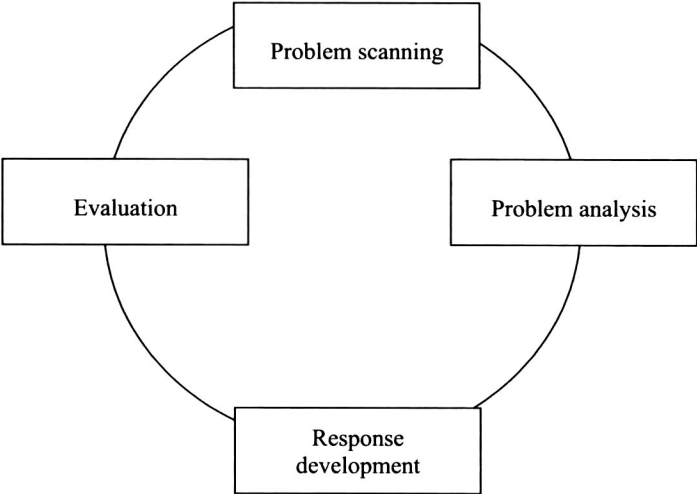 Problem scanning
Evaluation
Problem analysis
Response
development